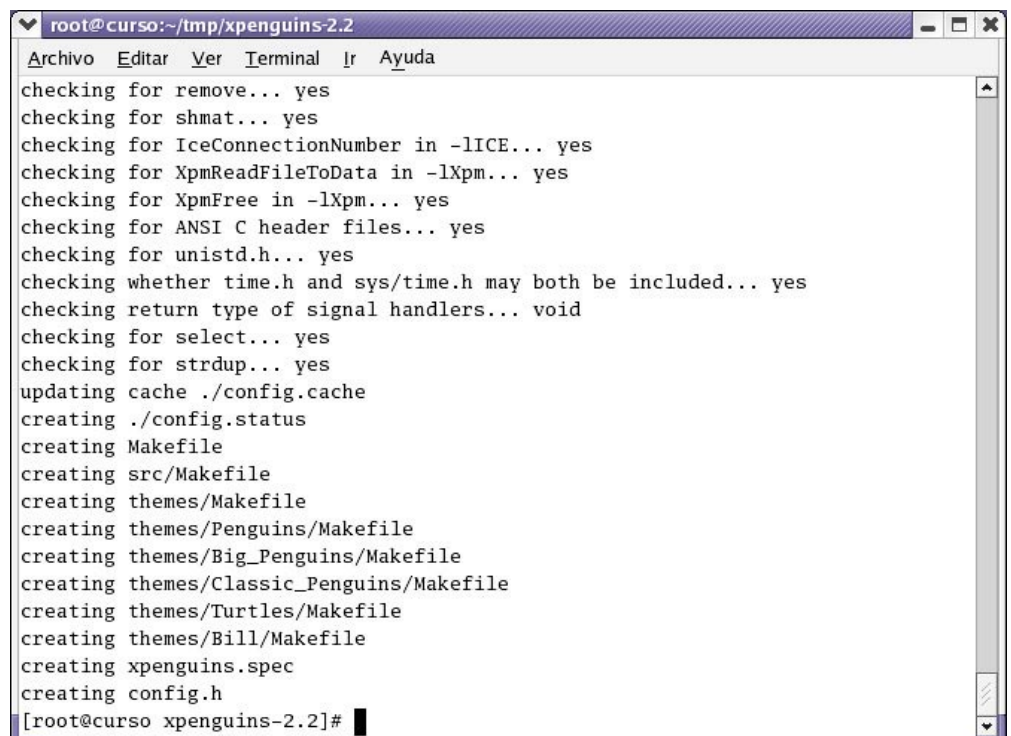 root@curso:~/tmp/xpenguins-2.2
Archivo Editar Ver Terminal Ir Ayuda
checking for remove... yes
checking for shmat... yes
checking for IceConnectionNumber in -lICE... yes
checking for XpmReadFileToData in -lXpm... yes
checking for XpmFree in -lXpm... yes
checking for ANSI C header files... yes
checking for unistd.h... yes
checking whether time.h and sys/time.h may both be included... yes
checking return type of signal handlers... void
checking for select... yes
checking for strdup... yes
updating cache ./config.cache
creating ./config.status
creating Makefile
creating src/Makefile
creating themes/Makefile
creating themes/Penguins/Makefile
creating themes/Big_Penguins/Makefile
creating themes/Classic_Penguins/Makefile
creating themes/Turtles/Makefile
creating themes/Bill/Makefile
creating xpenguins.spec
creating config.h
[root@curso xpenguins-2.2]#